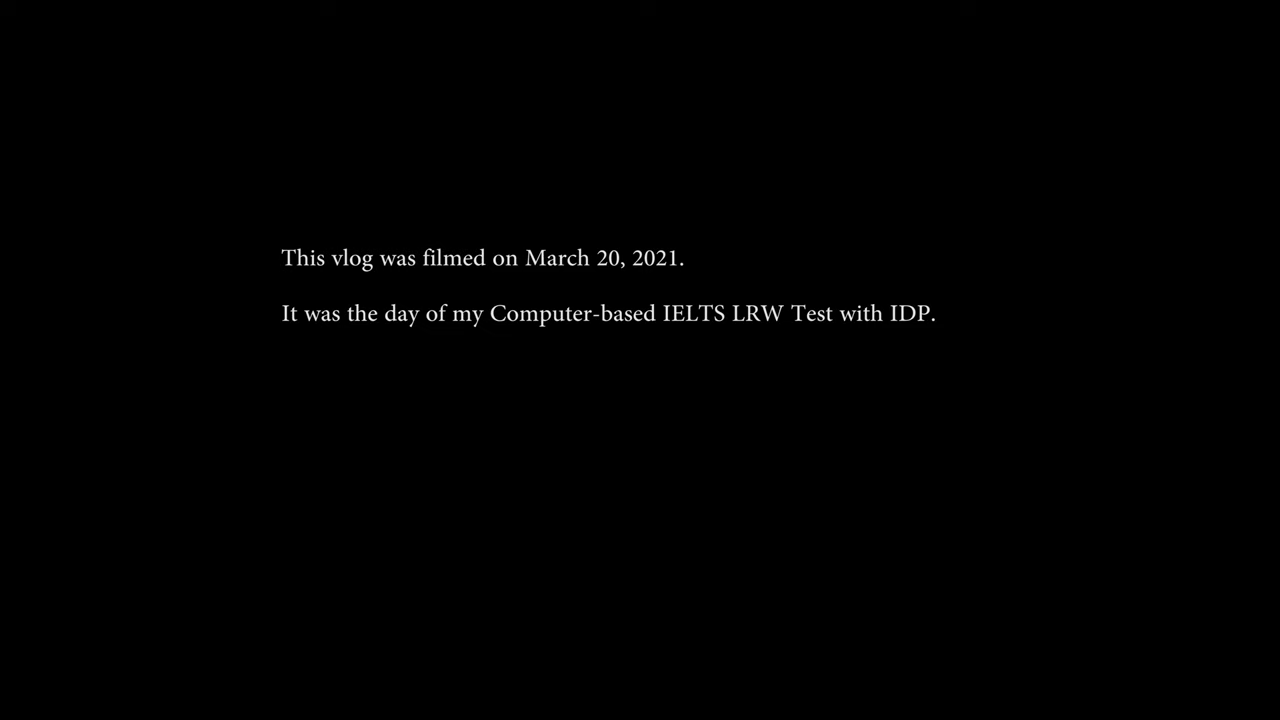 This vlog was filmed on March 20, 2021.
It was the day of my Computer-based IELTS LRW Test with IDP.